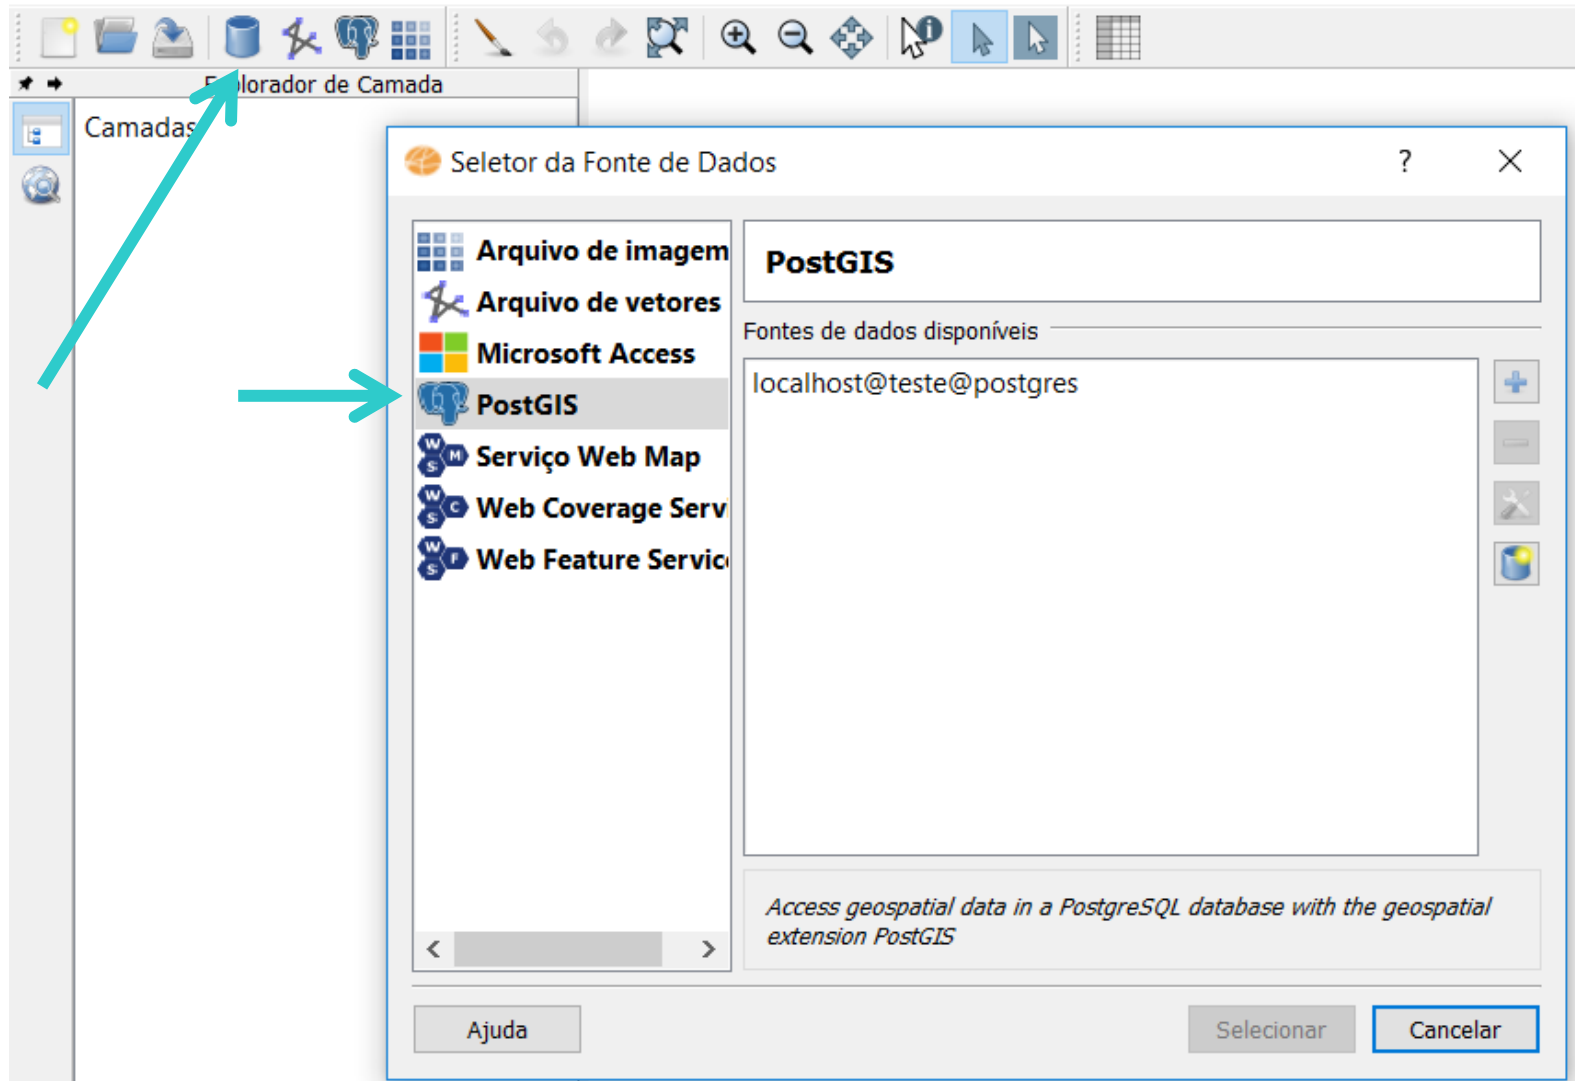 Explorador de Camada
Camadas
Seletor da Fonte de Dados
?
Arquivo de imagem
Arquivo de vetores
Microsoft Access
PostGIS
Serviço Web Map
Web Coverage Serv
Web Feature Servic
PostGIS
Fontes de dados disponíveis
localhost@teste@postgres
Access geospatial data in a PostgreSQL database with the geospatial
extension PostGIS
Ajuda
Selecionar
Cancelar